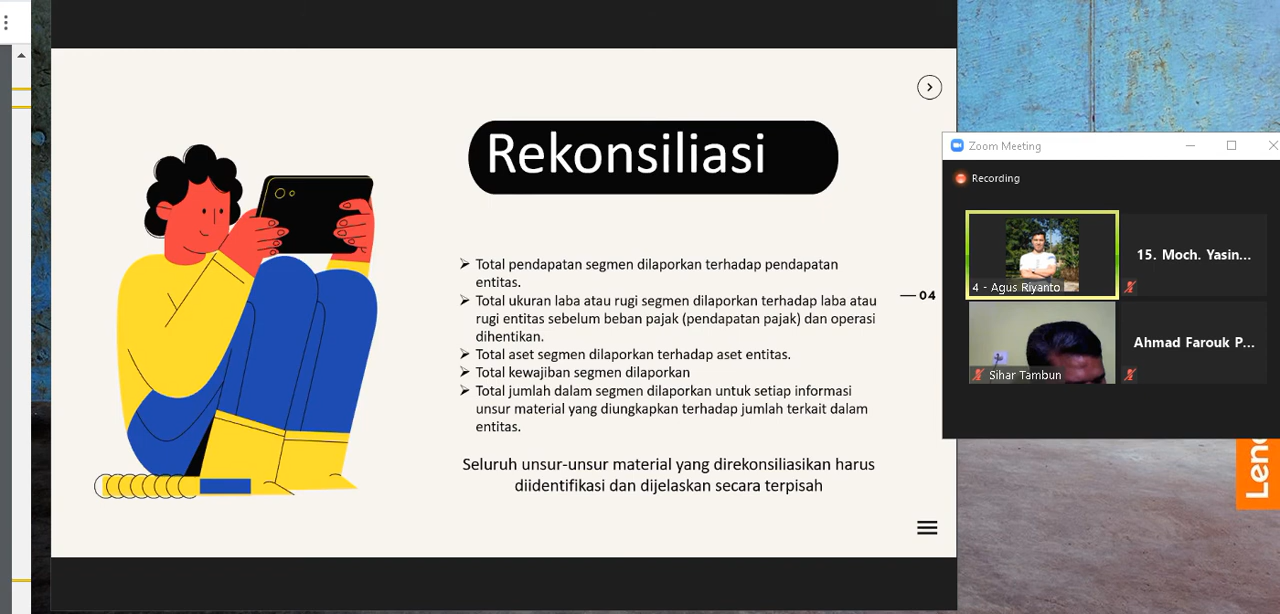 Rekonsiliasi
➢ Total pendapatan segmen dilaporkan terhadap pendapatan
entitas.
➢ Total ukuran laba atau rugi segmen dilaporkan terhadap laba atau
rugi entitas sebelum beban pajak (pendapatan pajak) dan operasi
dihentikan.
➢ Total aset segmen dilaporkan terhadap aset entitas.
➢ Total kewajiban segmen dilaporkan
➢ Total jumlah dalam segmen dilaporkan untuk setiap informasi
unsur material yang diungkapkan terhadap jumlah terkait dalam
entitas.
Seluruh unsur-unsur material yang direkonsiliasikan harus
diidentifikasi dan dijelaskan secara terpisah
04
Zoom Meeting
Recording
4 - Agus Riyanto
15. Moch. Yasin...
Sihar Tambun
Ahmad Farouk P...